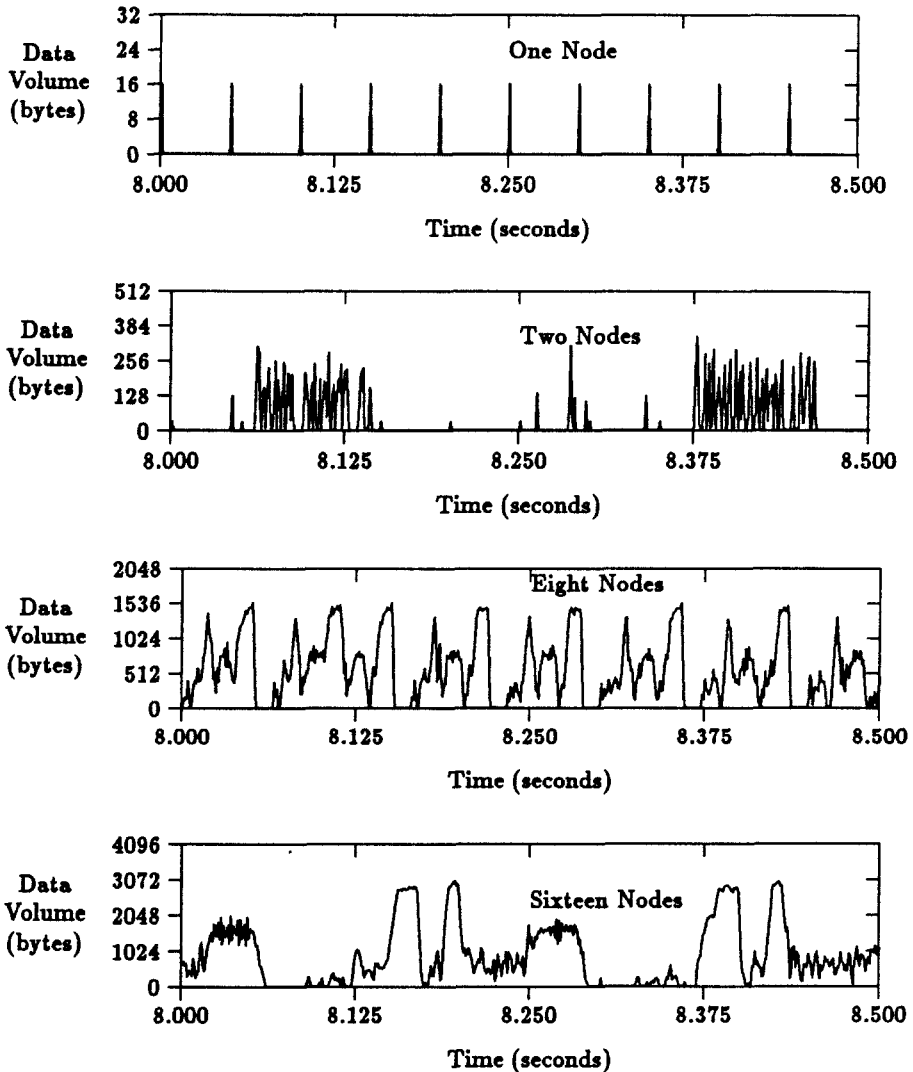 32
24
16
8
0
Data
Volume
(bytes)
One Node
8.000 8.125 8.250 8.375 8.500
Time (seconds)
512
384
256
128
0
Data
Volume
(bytes)
Two Nodes
8.000 8.125 8.250 8.375 8.500
Time (seconds)
2048
1536
1024
512
0
Data
Volume
(bytes)
Eight Nodes
8.000 8.125 8.250 8.375 8.500
Time (seconds)
4096
3072
2048
1024
0
Data
Volume
(bytes)
Sixteen Nodes
8.000 8.125 8.250 8.375 8.500
Time (seconds)